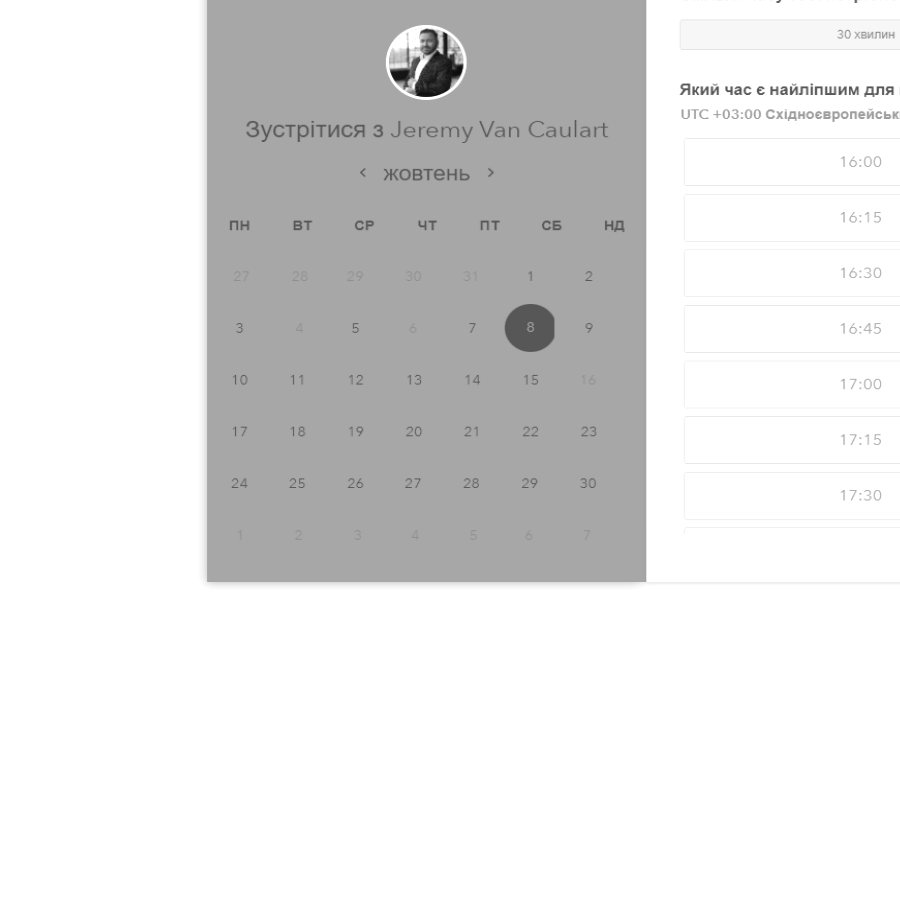 Зустрітися з Jeremy Van Caulart
жовтень
ПН ВТ СР ЧТ ПТ СБ НД
27 28 29 30 31 1 2
3 4 5 6 7 8 9
10 11 12 13 14 15 16
17 18 19 20 21 22 23
24 25 26 27 28 29 30
1 2 3 4 5 6 7
30 хвилин
Який час є найліпшим для
UTC +03:00
16:00
16:15
16:30
16:45
17:00
17:15
17:30